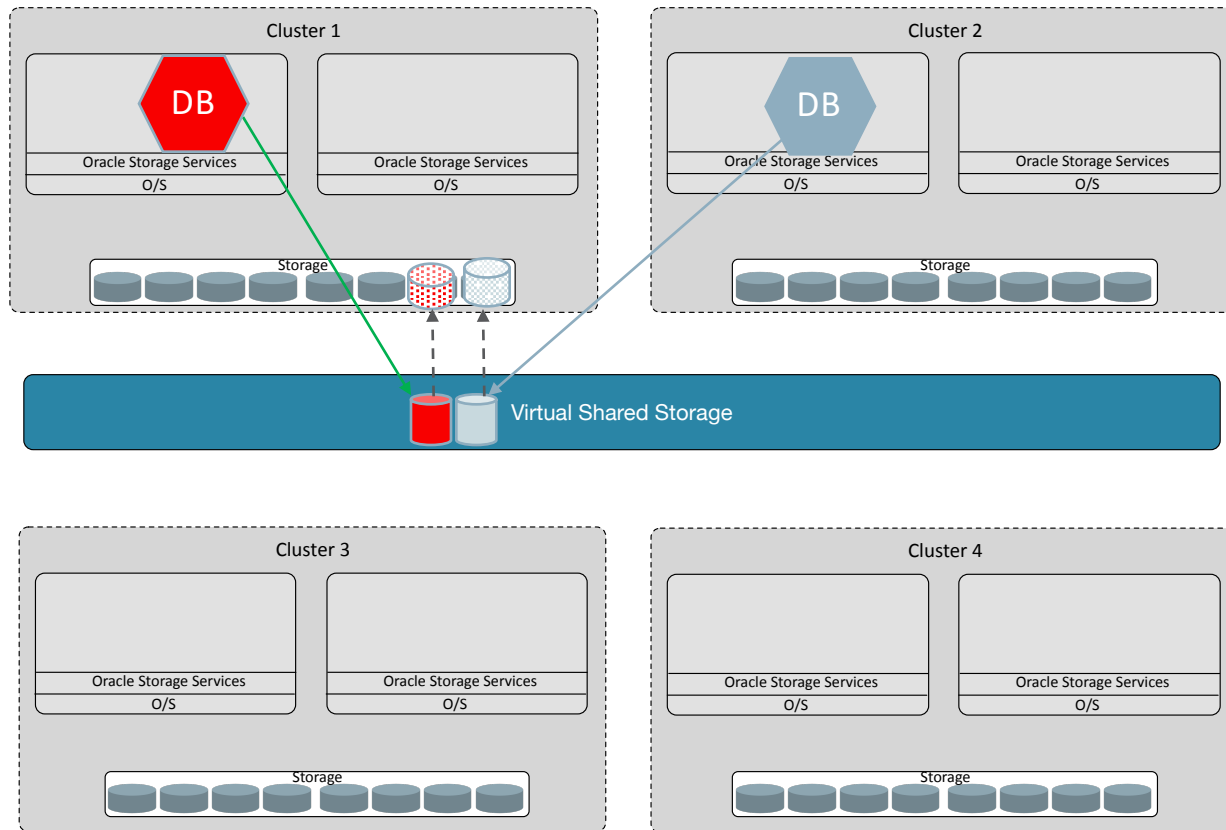 Cluster 1
Cluster 2
DB
DB
Oracle Storage Services
Oracle Storage Services
Oracle Storage Services
Oracle Storage Services
O/S
O/S
O/S
O/S
Storage
Storage
Virtual Shared Storage
Cluster 3
Cluster 4
Oracle Storage Services
Oracle Storage Services
Oracle Storage Services
Oracle Storage Services
O/S
O/S
O/S
O/S
Storage
Storage